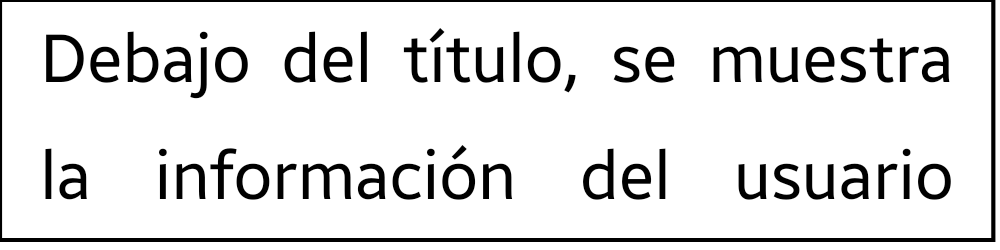 Debajo del título, se muestra
la información del usuario